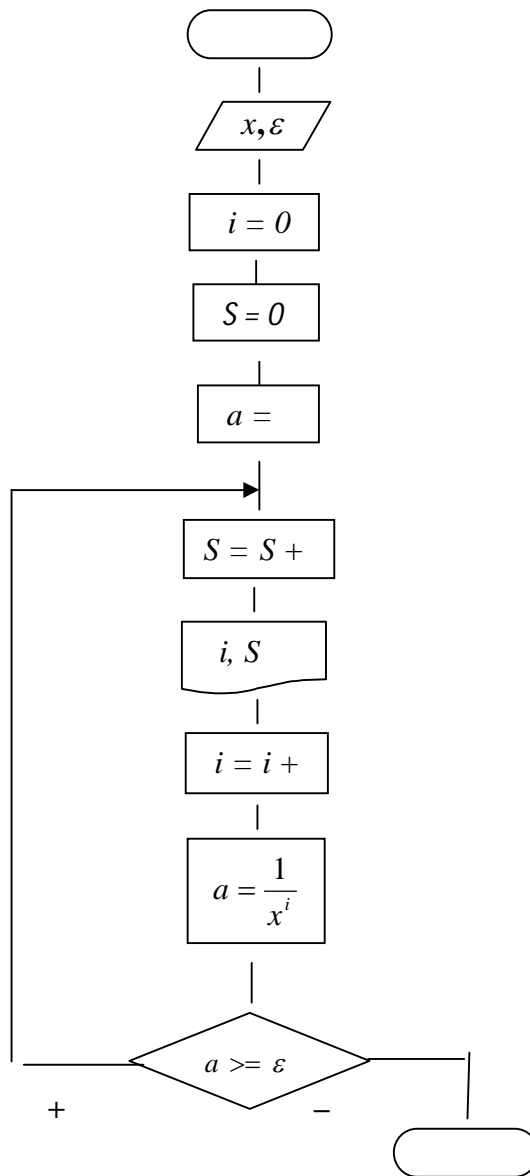 x, ε
i = 0
S = 0
a =
S = S +
i, S
i = i +
a = 1/x^i
a >= ε
+ −